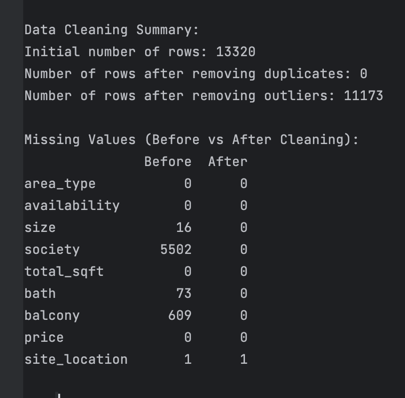 Data Cleaning Summary:
Initial number of rows: 13320
Number of rows after removing duplicates: 0
Number of rows after removing outliers: 11173
Missing Values (Before vs After Cleaning):
Before After
area_type 0 0
availability 0 0
size 16 0
society 5502 0
total_sqft 0 0
bath 73 0
balcony 609 0
price 0 0
site_location 1 1